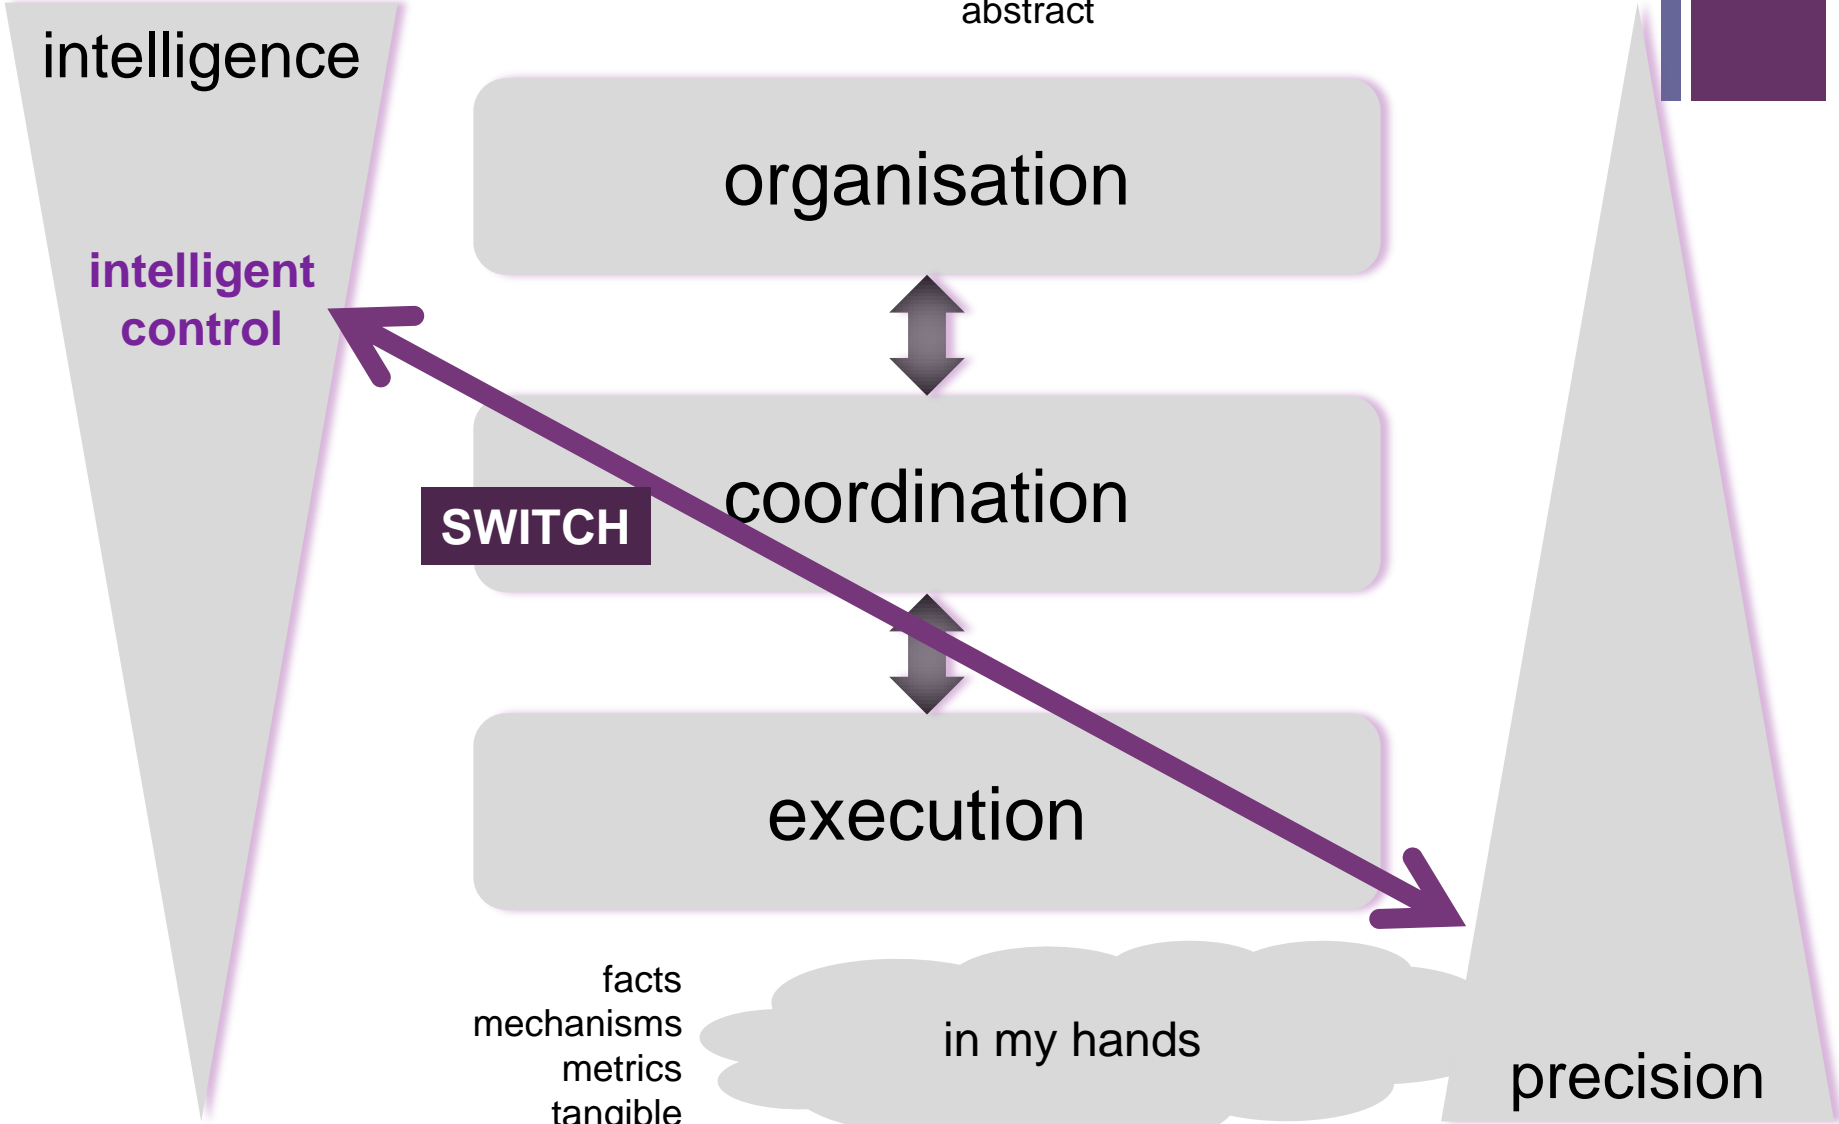 abstract
intelligence
organisation
intelligent
control
SWITCH
coordination
execution
facts
mechanisms
metrics
tangible
in my hands
precision